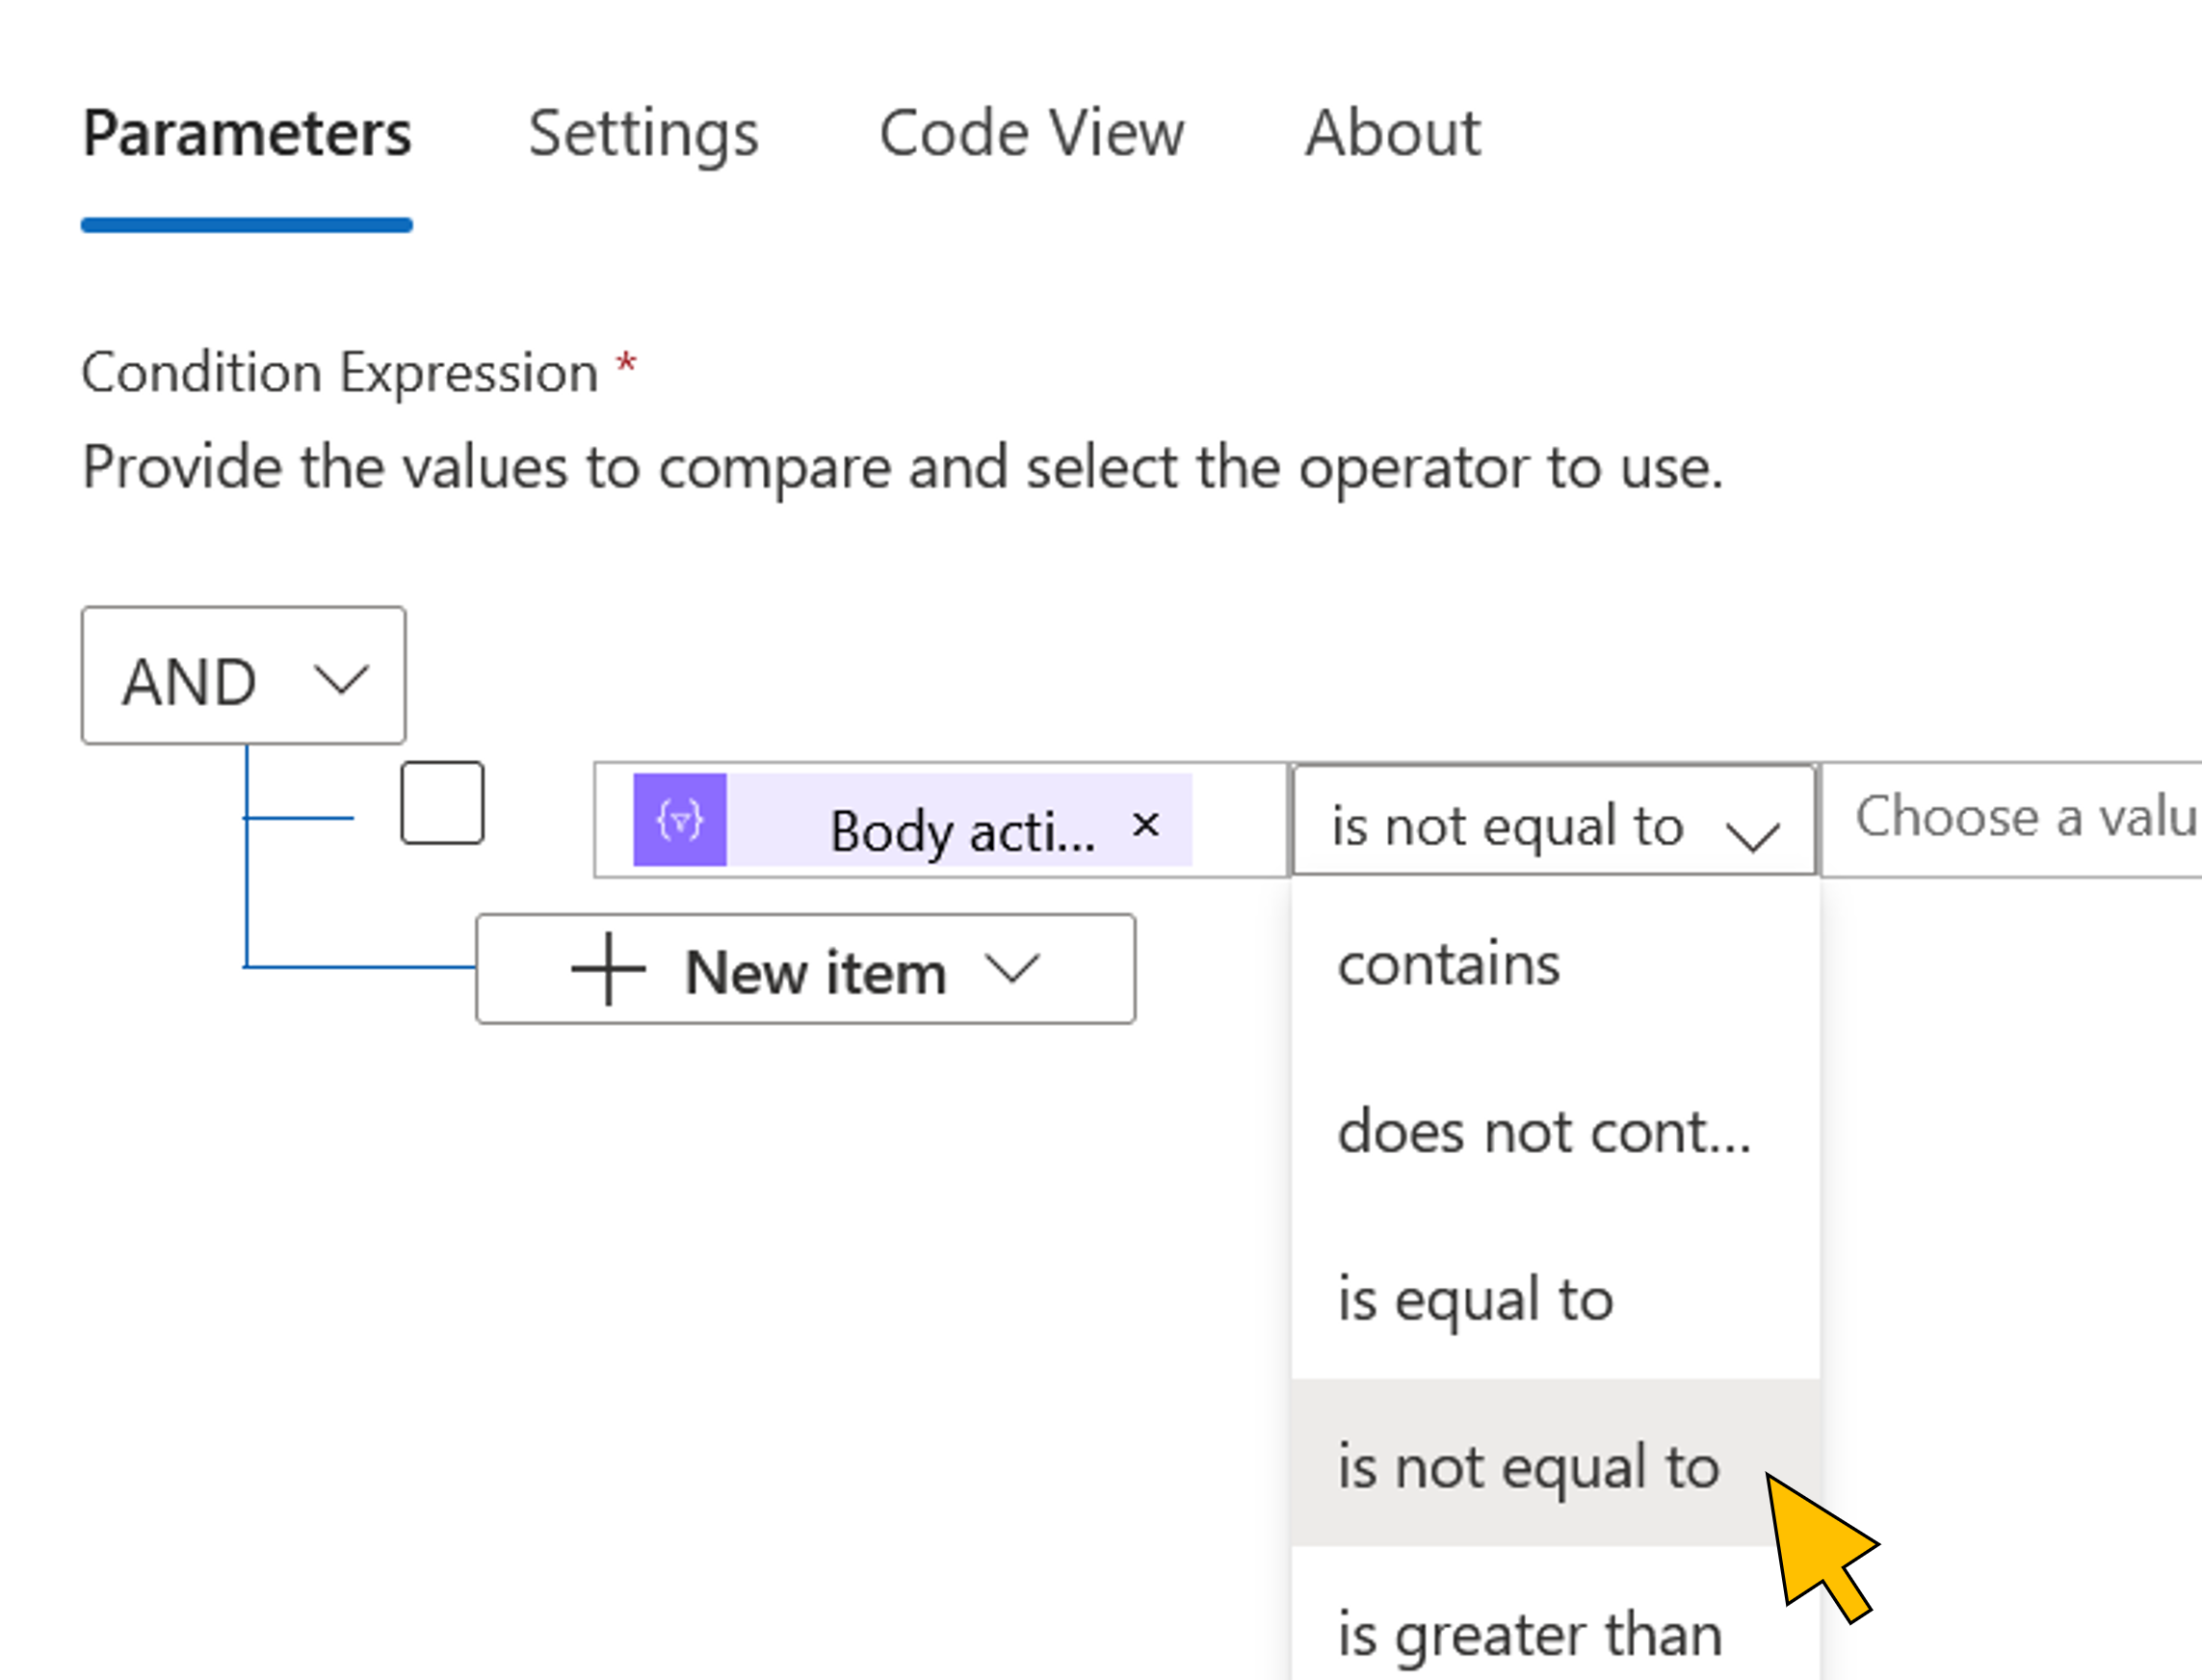 Parameters Settings Code View About
Condition Expression *
Provide the values to compare and select the operator to use.
AND
Body acti... × is not equal to Choose a valu
New item
contains
does not cont...
is equal to
is not equal to
is greater than